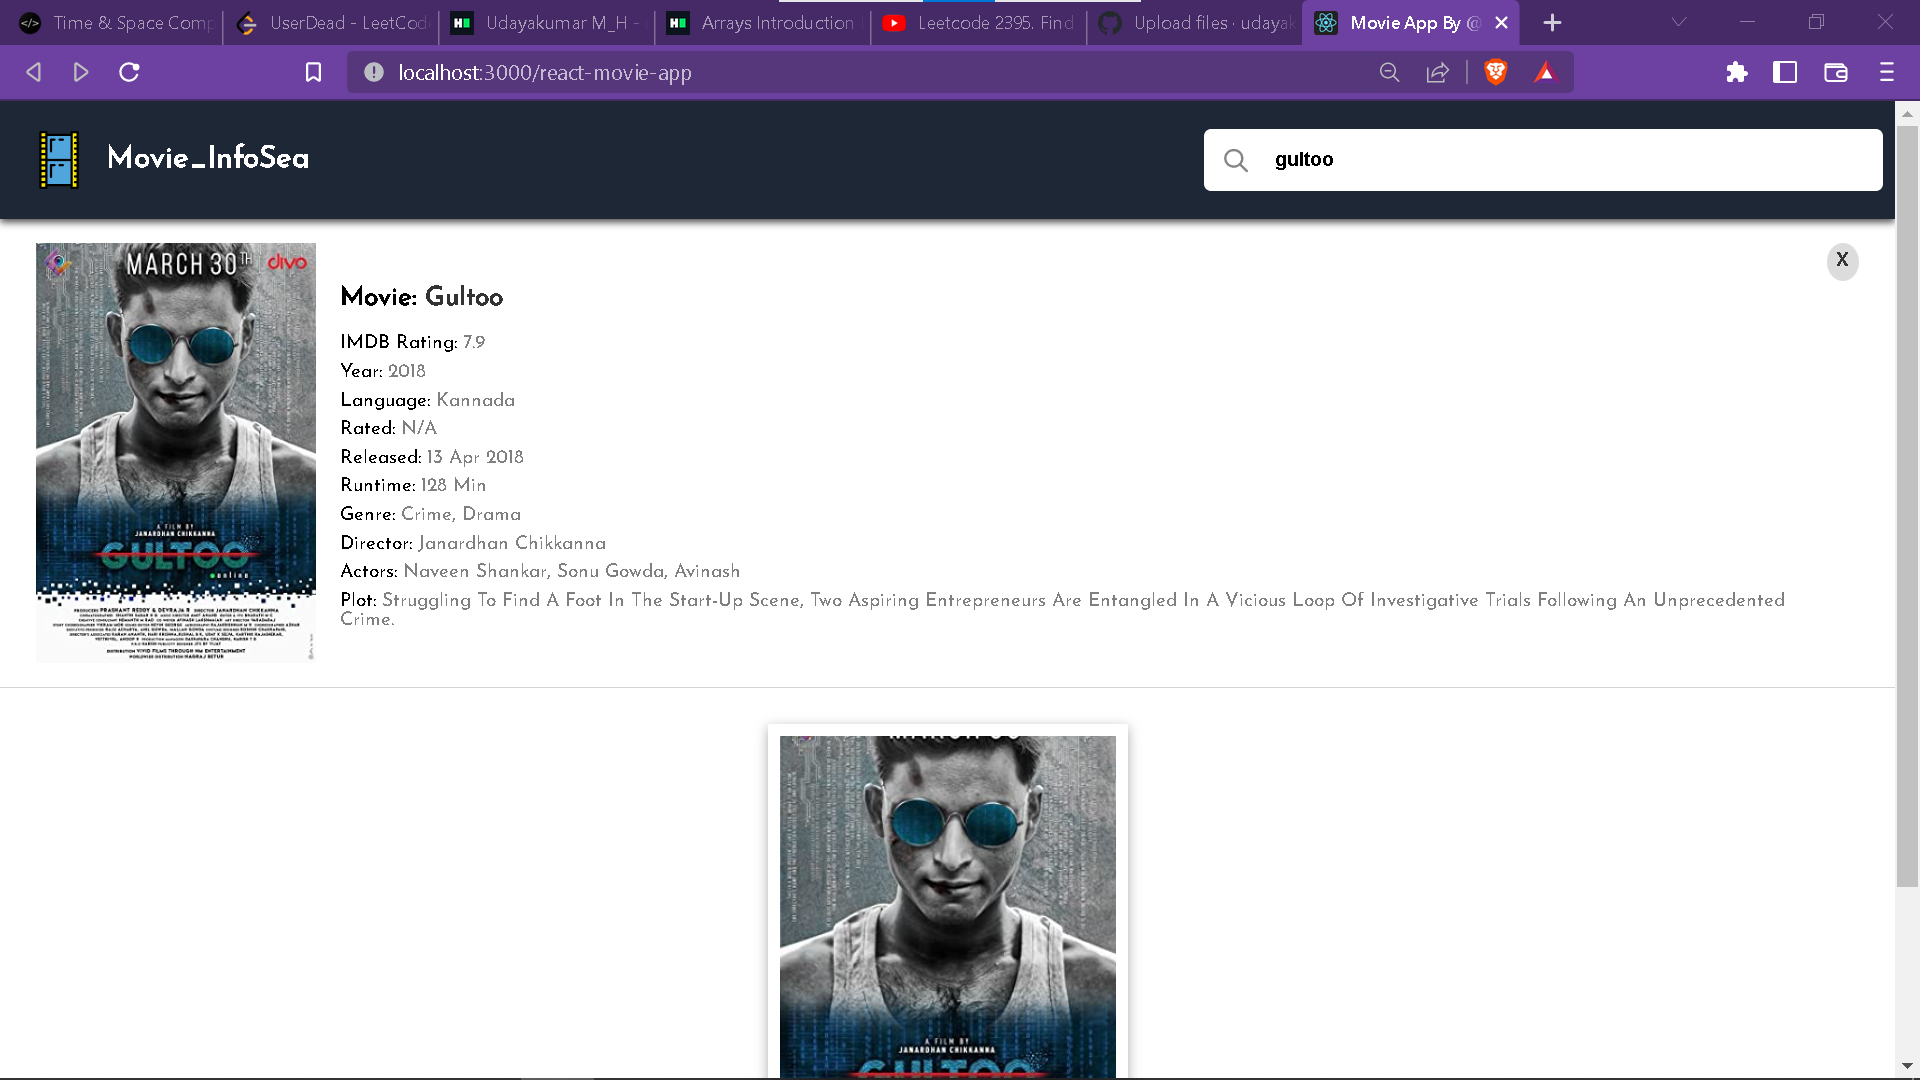 Time & Space Comp
UserDead - LeetCod
Udayakumar M_H -
Arrays Introduction
Leetcode 2395. Find
Upload files · udayak
Movie App By @
localhost:3000/react-movie-app
Movie_InfoSea
gultoo
X
MARCH 30TH
divo
A FILM BY
JANARDHAN CHIKKANNA
GULTOO
online
Movie: Gultoo
IMDB Rating: 7.9
Year: 2018
Language: Kannada
Rated: N/A
Released: 13 Apr 2018
Runtime: 128 Min
Genre: Crime, Drama
Director: Janardhan Chikkanna
Actors: Naveen Shankar, Sonu Gowda, Avinash
Plot: Struggling To Find A Foot In The Start-Up Scene, Two Aspiring Entrepreneurs Are Entangled In A Vicious Loop Of Investigative Trials Following An Unprecedented
Crime.
A FILM BY
JANARDHAN CHIKKANNA
GULTOO